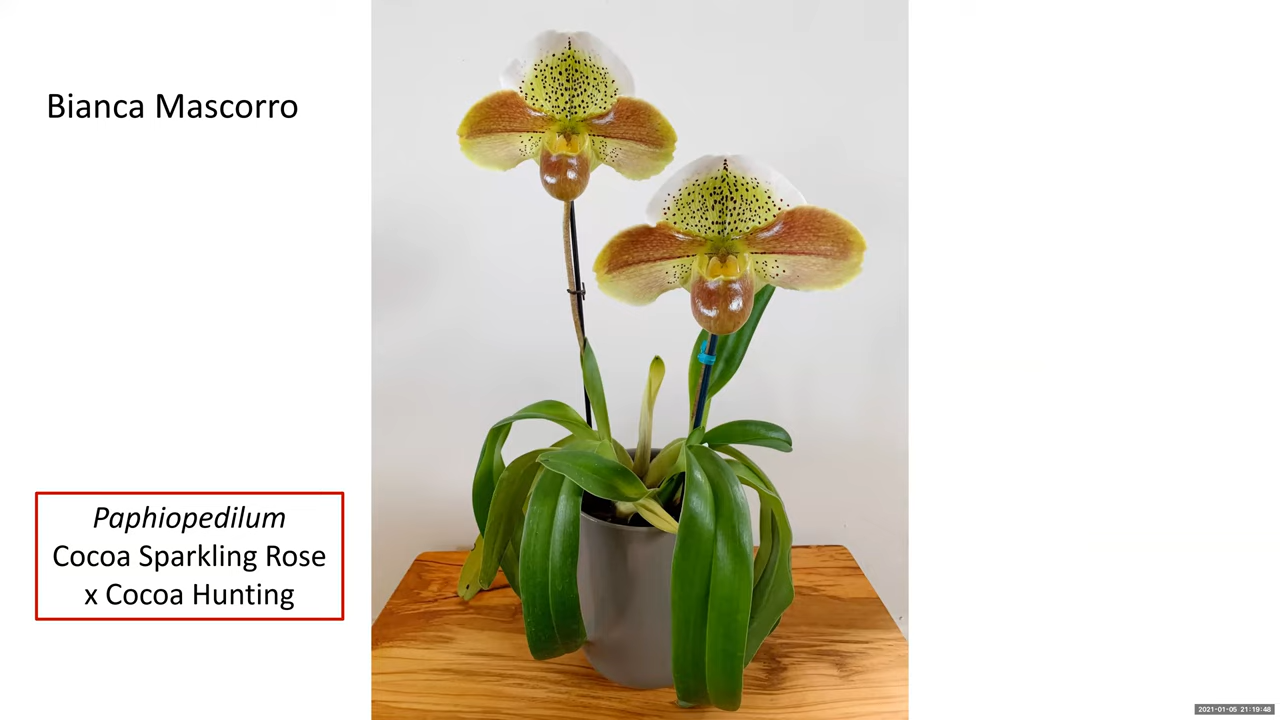 Bianca Mascorro
Paphiopedilum
Cocoa Sparkling Rose
x Cocoa Hunting
2021-01-05 21:19:48